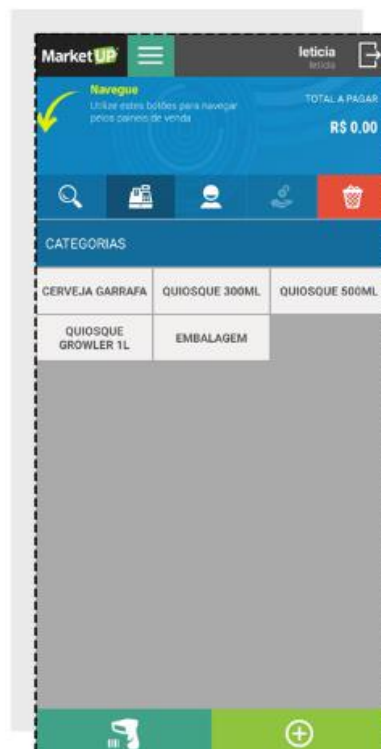 MarketUP
leticia
leticia
Navegue
Utilize estes botões para navegar
pelos paineis de venda
TOTAL A PAGAR
R$ 0,00
CATEGORIAS
CERVEJA GARRAFA
QUIOSQUE 300ML
QUIOSQUE 500ML
QUIOSQUE
GROWLER 1L
EMBALAGEM